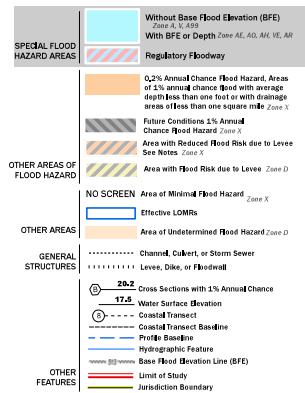 Without Base Flood Elevation (BFE)
Zone A, V, A99
With BFE or Depth Zone AE, AO, AH, VE, AR
SPECIAL FLOOD
HAZARD AREAS
Regulatory Floodway
0.2% Annual Chance Flood Hazard, Areas
of 1% annual chance flood with average
depth less than one foot or with drainage
areas of less than one square mile Zone X
Future Conditions 1% Annual
Chance Flood Hazard Zone X
Area with Reduced Flood Risk due to Levee
See Notes Zone X
OTHER AREAS OF
FLOOD HAZARD
Area with Flood Risk due to Levee Zone D
NO SCREEN Area of Minimal Flood Hazard
Zone X
Effective LOMRs
OTHER AREAS
Area of Undetermined Flood Hazard Zone D
GENERAL
STRUCTURES
Channel, Culvert, or Storm Sewer
Levee, Dike, or Floodwall
B 20.2 Cross Sections with 1% Annual Chance
17.5 Water Surface Elevation
8 Coastal Transect
Coastal Transect Baseline
Profile Baseline
Hydrographic Feature
Base Flood Elevation Line (BFE)
OTHER
FEATURES
Limit of Study
Jurisdiction Boundary